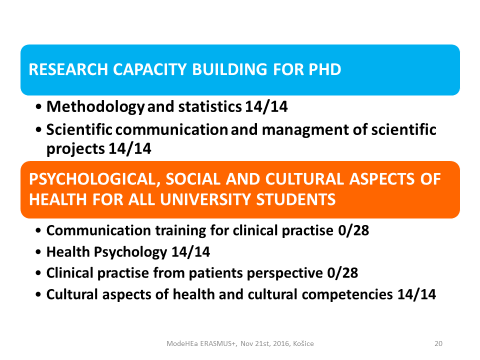 RESEARCH CAPACITY BUILDING FOR PHD
• Methodology and statistics 14/14
• Scientific communication and managment of scientific
projects 14/14
PSYCHOLOGICAL, SOCIAL AND CULTURAL ASPECTS OF
HEALTH FOR ALL UNIVERSITY STUDENTS
• Communication training for clinical practise 0/28
• Health Psychology 14/14
• Clinical practise from patients perspective 0/28
• Cultural aspects of health and cultural competencies 14/14
ModeHEa ERASMUS+, Nov 21st, 2016, Košice
20